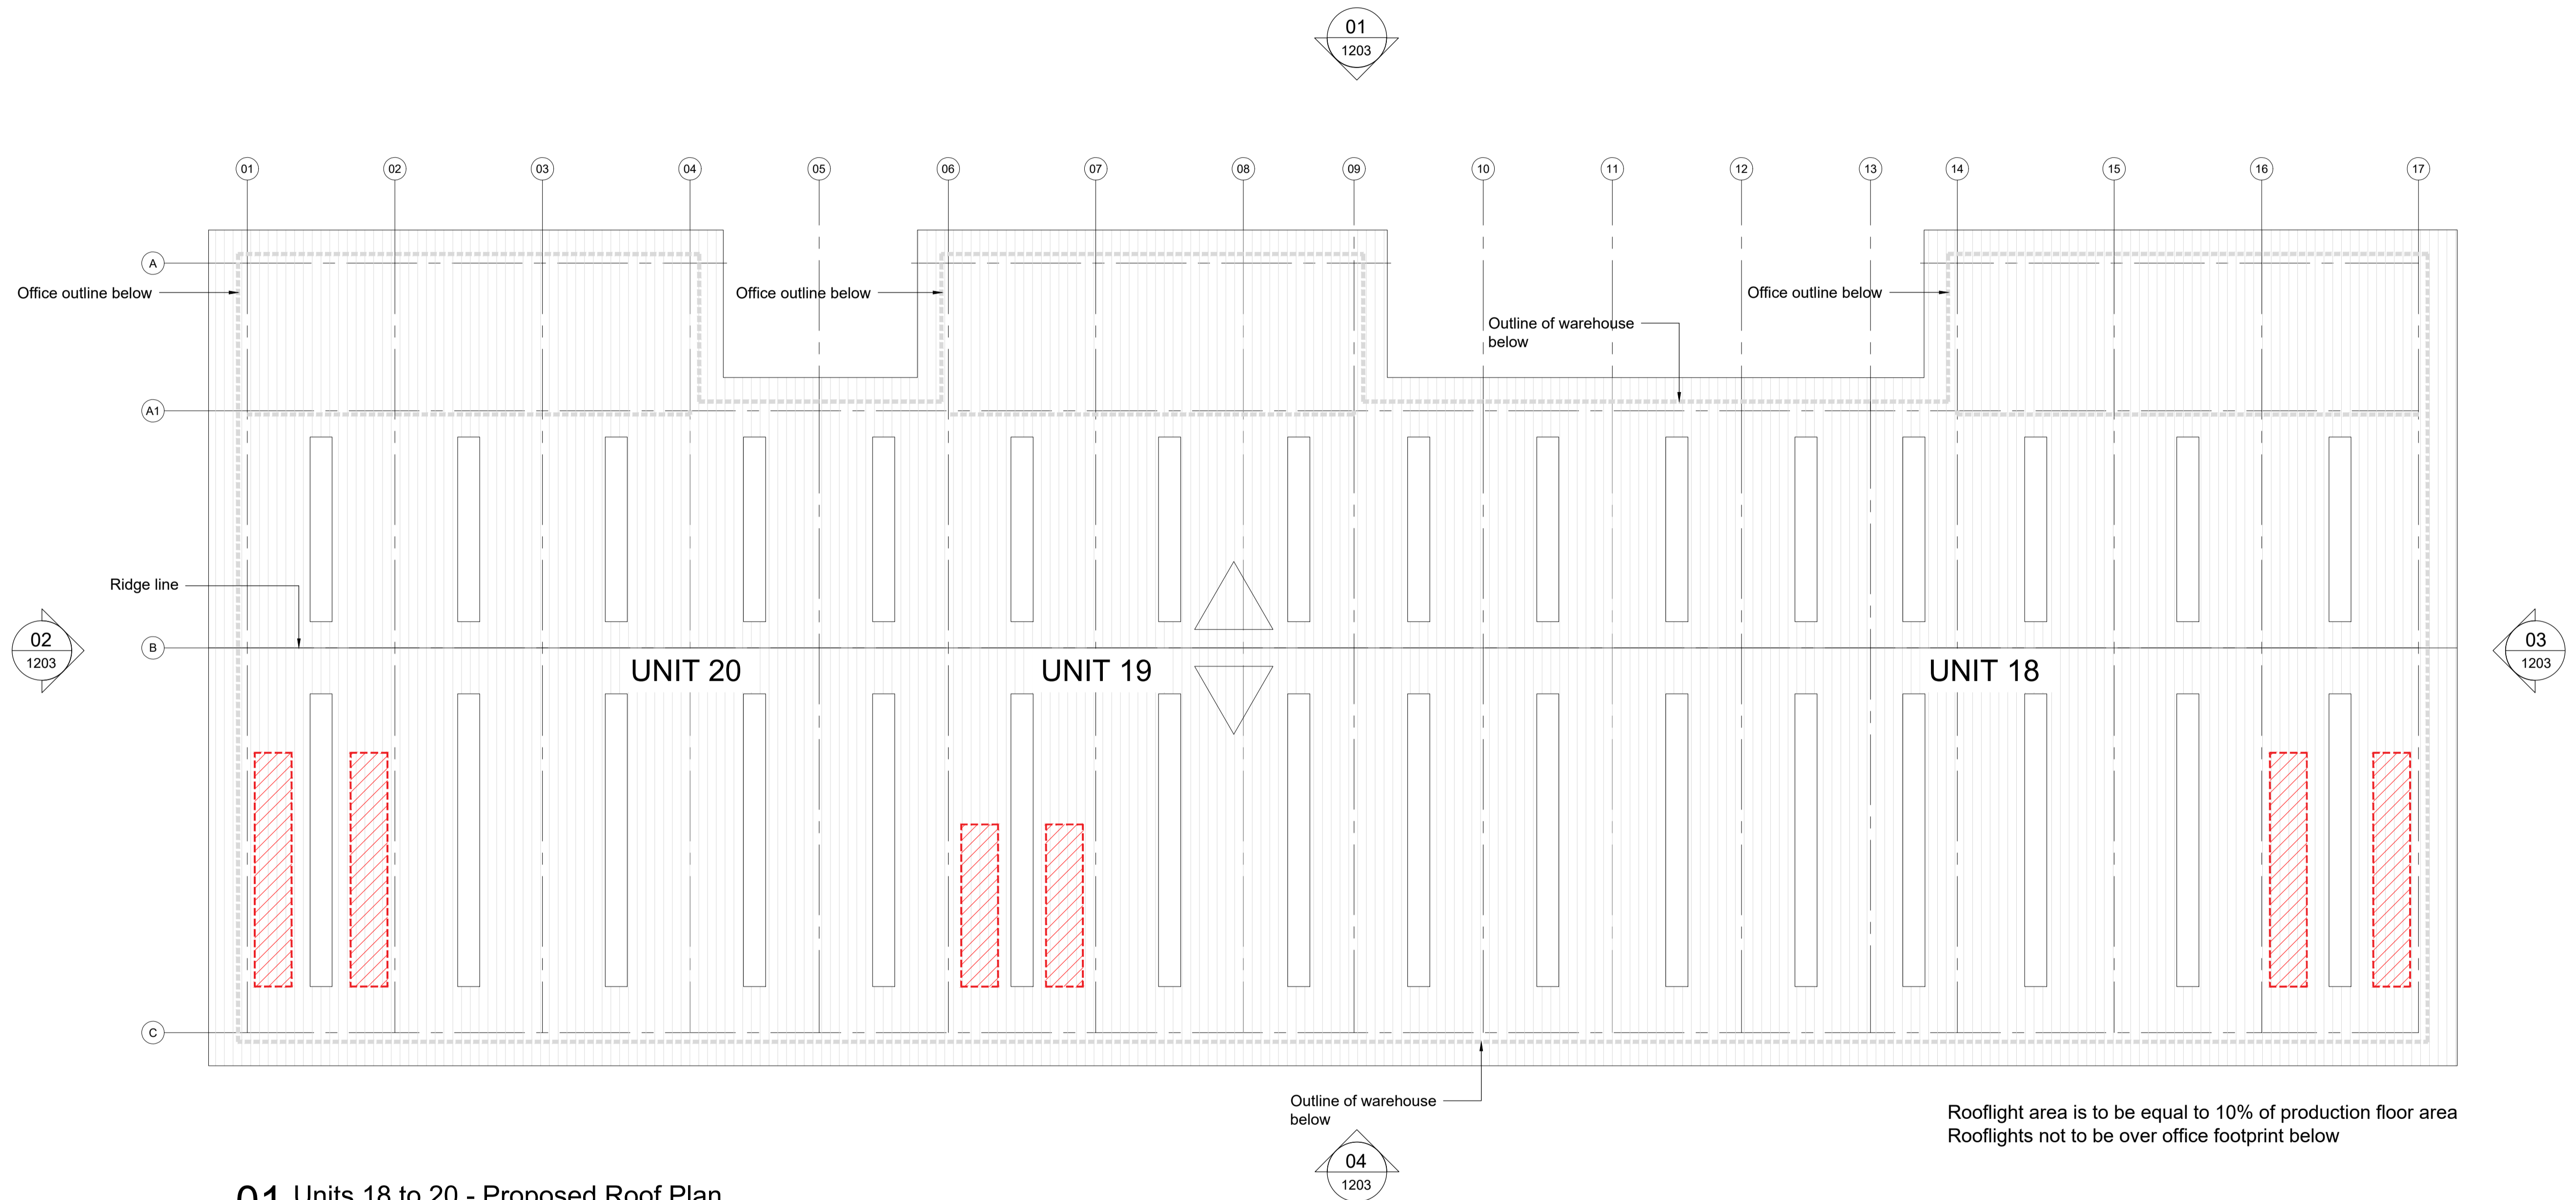 01
1203
01 02 03 04 05 06 07 08 09 10 11 12 13 14 15 16 17
A
Office outline below
Office outline below
Office outline below
Outline of warehouse
below
A1
Ridge line
B
02
1203
03
1203
UNIT 20
UNIT 19
UNIT 18
C
Outline of warehouse
below
Rooflight area is to be equal to 10% of production floor area
Rooflights not to be over office footprint below
04
1203
01 Units 18 to 20 - Proposed Roof Plan